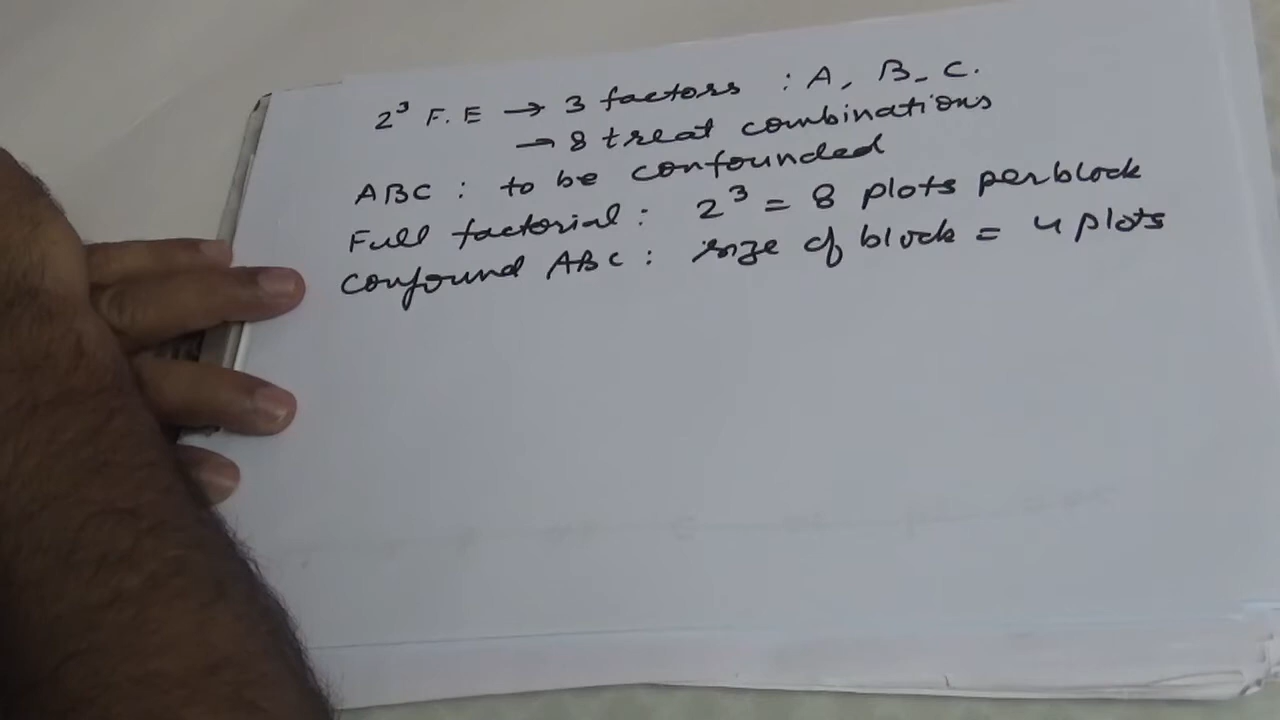 2³ F.E → 3 factors : A, B, C.
→ 8 treat combinations
ABC : to be confounded
Full factorial : 2³ = 8 plots per block
confound ABC : size of block = 4 plots